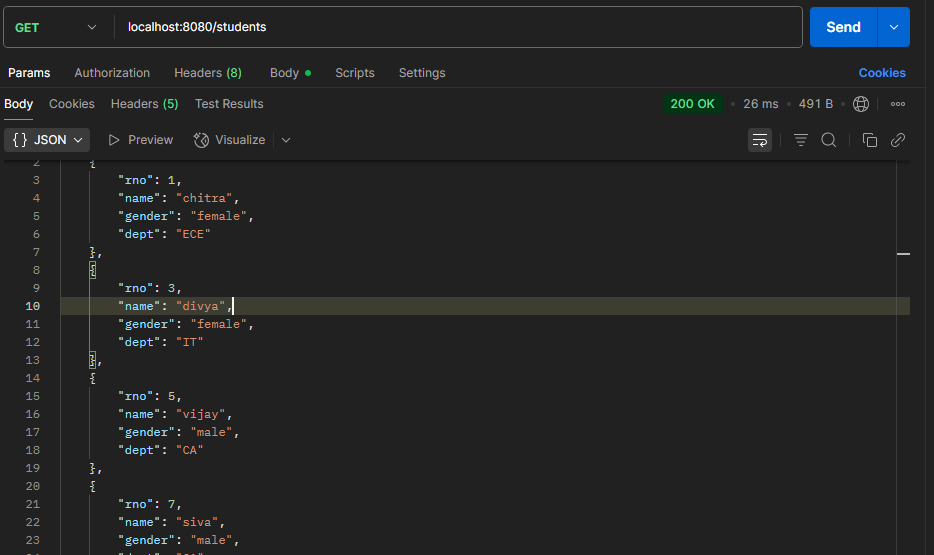 GET localhost:8080/students Send
Params Authorization Headers (8) Body Scripts Settings Cookies
Body Cookies Headers (5) Test Results 200 OK 26 ms 491 B
{} JSON Preview Visualize
2 {
3 "rno": 1,
4 "name": "chitra",
5 "gender": "female",
6 "dept": "ECE"
7 },
8 {
9 "rno": 3,
10 "name": "divya",
11 "gender": "female",
12 "dept": "IT"
13 },
14 {
15 "rno": 5,
16 "name": "vijay",
17 "gender": "male",
18 "dept": "CA"
19 },
20 {
21 "rno": 7,
22 "name": "siva",
23 "gender": "male",